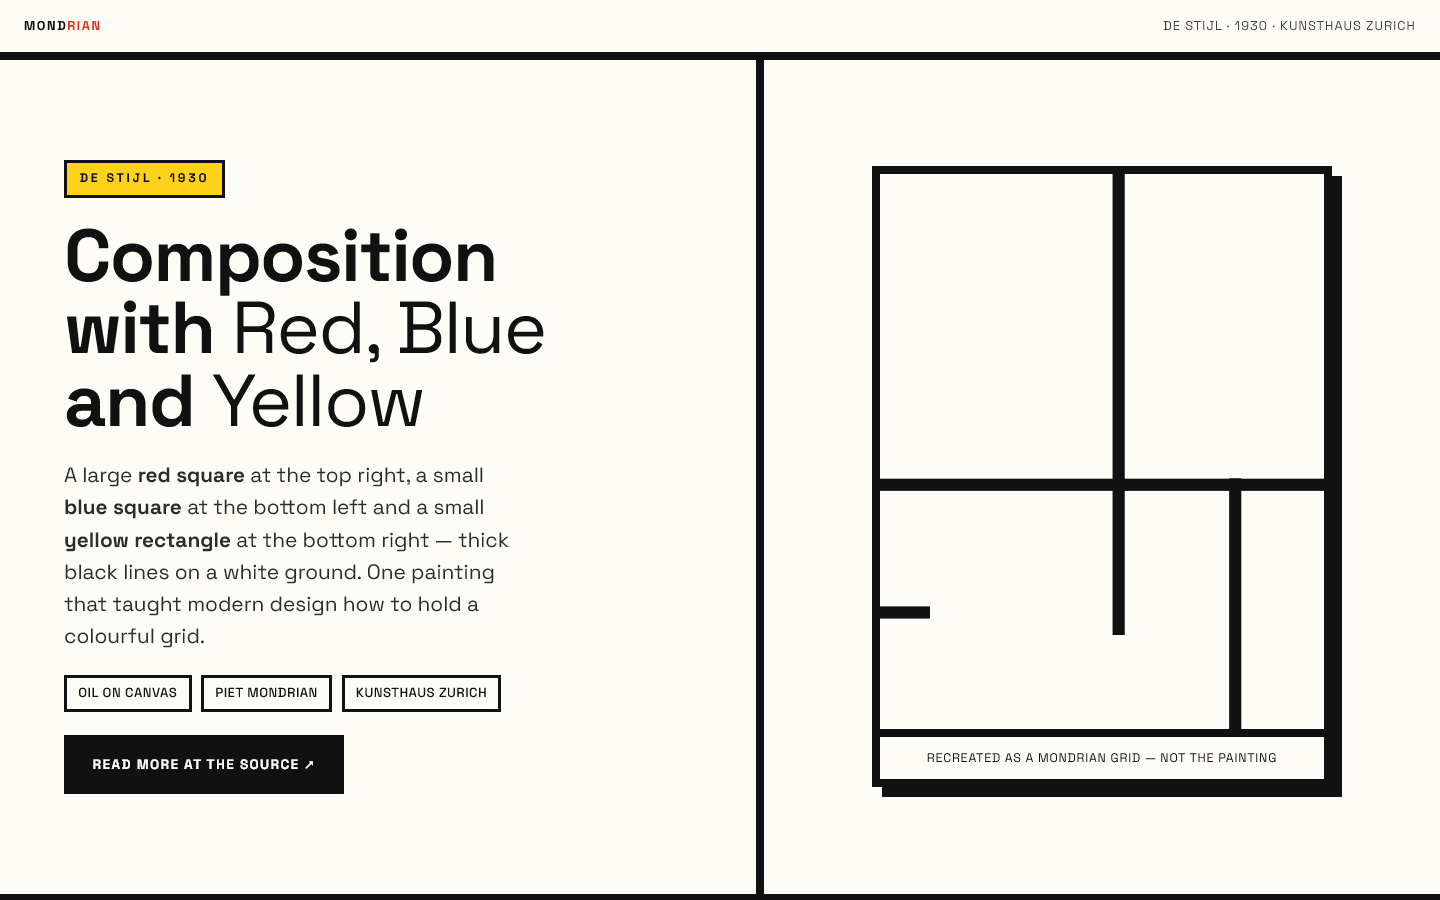 MONDRIAN
DE STIJL · 1930 · KUNSTHAUS ZURICH
DE STIJL · 1930
Composition
with Red, Blue
and Yellow
A large red square at the top right, a small
blue square at the bottom left and a small
yellow rectangle at the bottom right — thick
black lines on a white ground. One painting
that taught modern design how to hold a
colourful grid.
OIL ON CANVAS
PIET MONDRIAN
KUNSTHAUS ZURICH
READ MORE AT THE SOURCE ↗
RECREATED AS A MONDRIAN GRID — NOT THE PAINTING